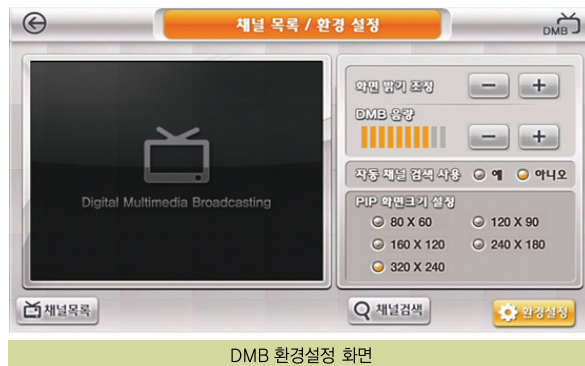 채널 목록 / 환경 설정
DMB
화면 밝기 조정
DMB 음량
Digital Multimedia Broadcasting
자동 채널 검색 사용 예 아니오
PIP 화면크기 설정
80 X 60 120 X 90
160 X 120 240 X 180
320 X 240
채널목록 채널검색 환경설정
DMB 환경설정 화면